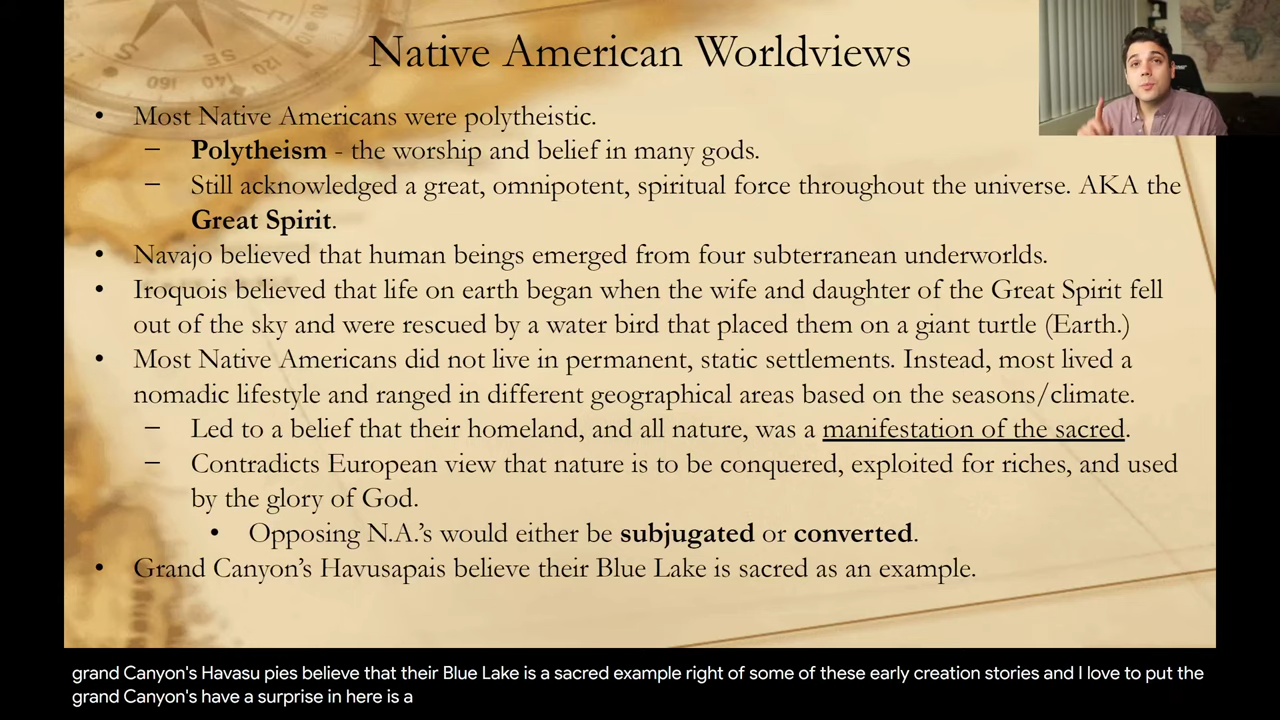 Native American Worldviews
• Most Native Americans were polytheistic.
– Polytheism - the worship and belief in many gods.
– Still acknowledged a great, omnipotent, spiritual force throughout the universe. AKA the
Great Spirit.
• Navajo believed that human beings emerged from four subterranean underworlds.
• Iroquois believed that life on earth began when the wife and daughter of the Great Spirit fell
out of the sky and were rescued by a water bird that placed them on a giant turtle (Earth.)
• Most Native Americans did not live in permanent, static settlements. Instead, most lived a
nomadic lifestyle and ranged in different geographical areas based on the seasons/climate.
– Led to a belief that their homeland, and all nature, was a manifestation of the sacred.
– Contradicts European view that nature is to be conquered, exploited for riches, and used
by the glory of God.
• Opposing N.A.’s would either be subjugated or converted.
• Grand Canyon’s Havusapais believe their Blue Lake is sacred as an example.
grand Canyon's Havasu pies believe that their Blue Lake is a sacred example right of some of these early creation stories and I love to put the
grand Canyon's have a surprise in here is a
SE
120
140
160